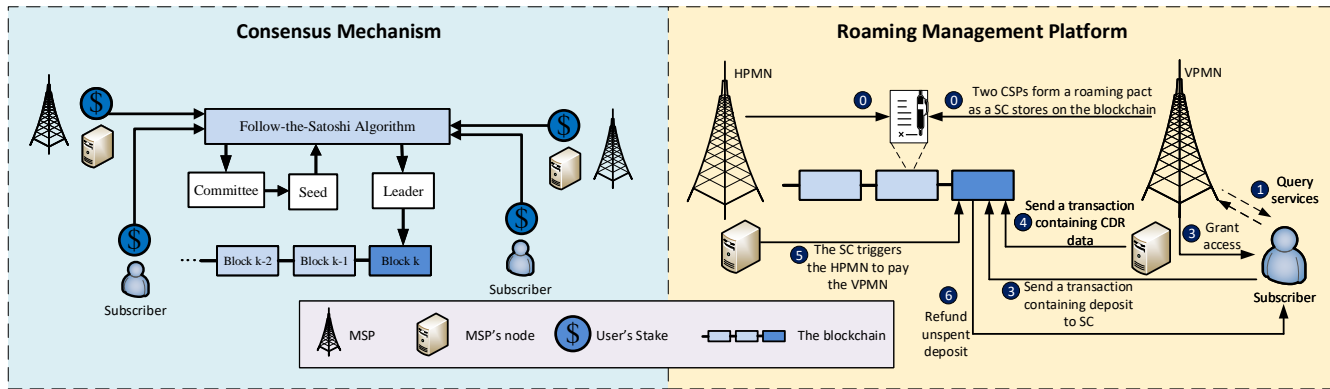 Consensus Mechanism
$
$
Follow-the-Satoshi Algorithm
Committee
Seed
Leader
$
$
Subscriber
Block k-2
Block k-1
Block k
Subscriber
Roaming Management Platform
HPMN
VPMN
0
0
Two CSPs form a roaming pact
as a SC stores on the blockchain
1
Query
services
4
Send a transaction
containing CDR
data
3
Grant
access
5
The SC triggers
the HPMN to pay
the VPMN
3
Send a transaction
containing deposit
to SC
Subscriber
6
Refund
unspent
deposit
MSP
MSP's node
$
User's Stake
The blockchain